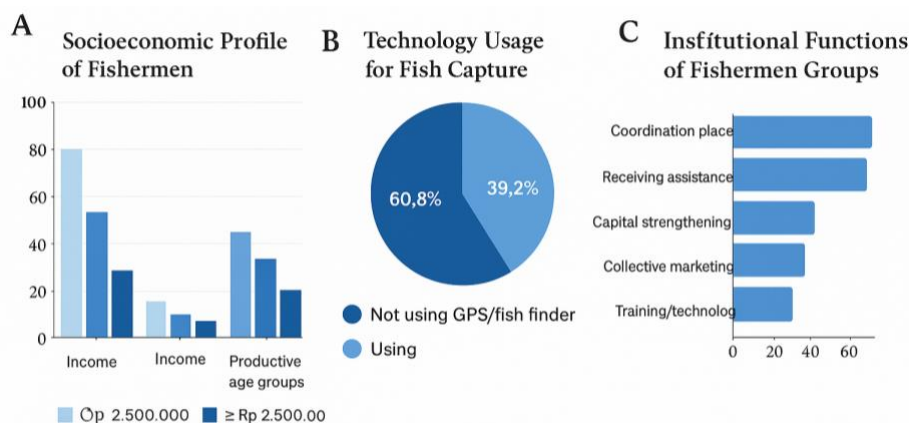 A
Socioeconomic Profile
of Fishermen
100
80
60
40
20
0
Income
Income
Productive
age groups
2.500.000
≥ Rp 2.500.00
B
Technology Usage
for Fish Capture
60,8%
39,2%
Not using GPS/fish finder
Using
C
Institutional Functions
of Fishermen Groups
Coordination place
Receiving assistance
Capital strengthening
Collective marketing
Training/technolog
0 20 40 60